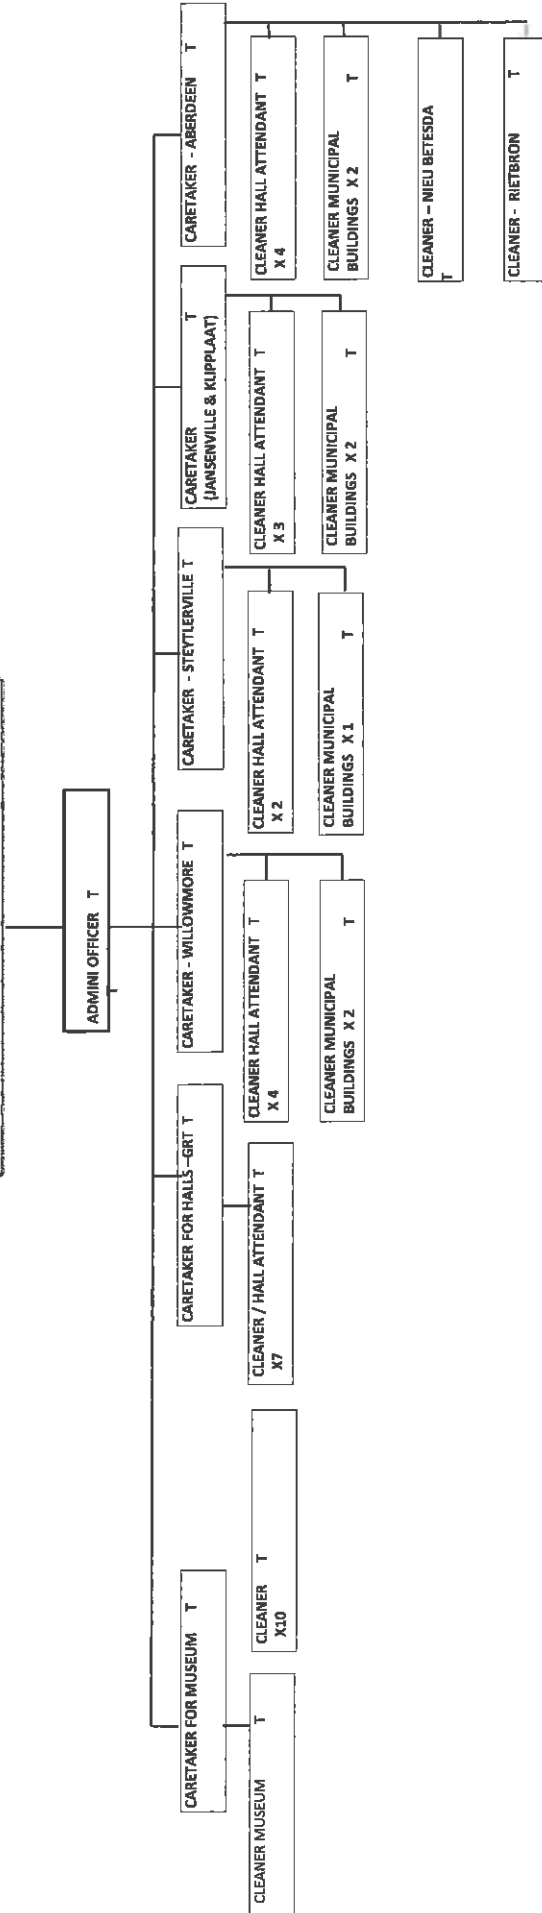 ADMINI OFFICER T
T
CARETAKER FOR MUSEUM T
CARETAKER FOR HALLS –GRT T
CARETAKER - WILLOWMORE T
CARETAKER - STEYTLERVILLE T
CARETAKER T
(JANSENVILLE & KLIPPLAAT)
CARETAKER - ABERDEEN T
CLEANER MUSEUM T
CLEANER T
X10
CLEANER / HALL ATTENDANT T
X7
CLEANER HALL ATTENDANT T
X 4
CLEANER MUNICIPAL
BUILDINGS X 2 T
CLEANER HALL ATTENDANT T
X 2
CLEANER MUNICIPAL
BUILDINGS X 1 T
CLEANER HALL ATTENDANT T
X 3
CLEANER MUNICIPAL
BUILDINGS X 2 T
CLEANER HALL ATTENDANT T
X 4
CLEANER MUNICIPAL
BUILDINGS X 2 T
CLEANER – NIEU BETESDA
T
CLEANER - RIETBRON T